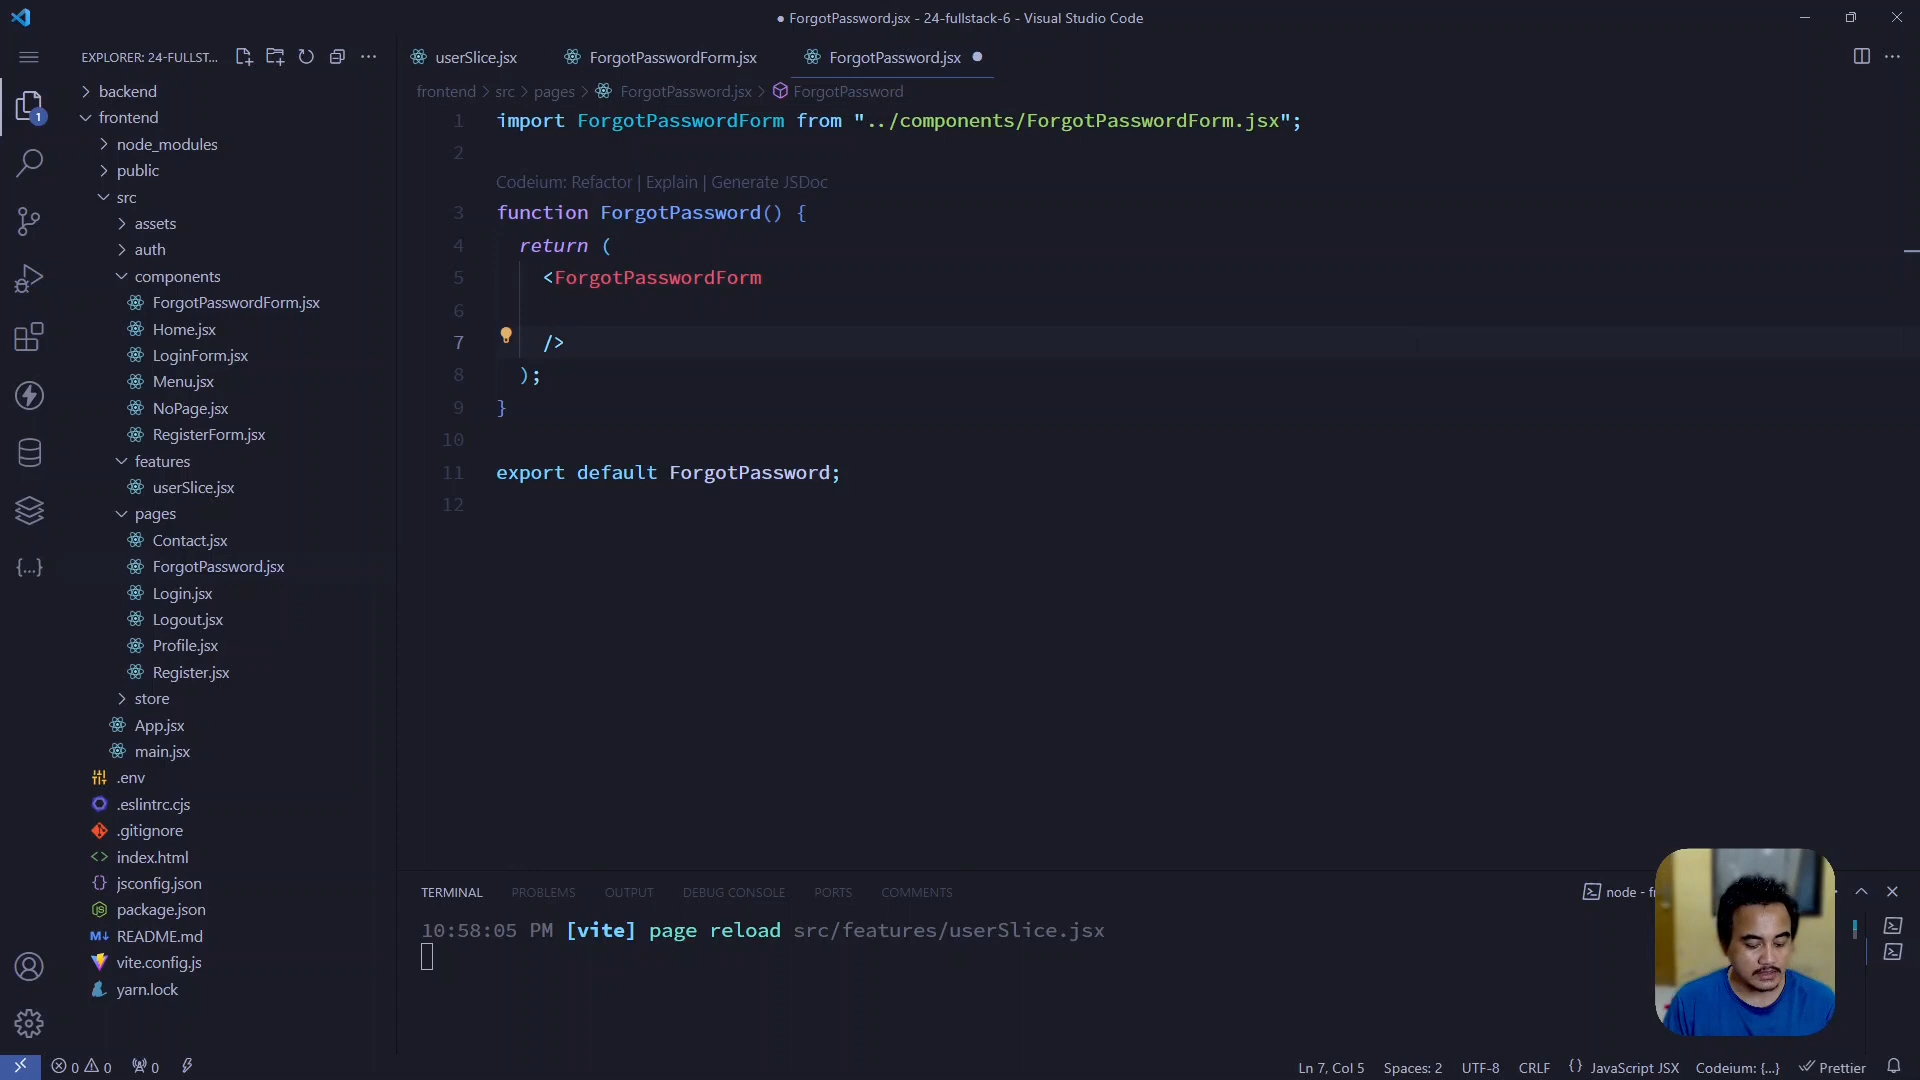 ● ForgotPassword.jsx - 24-fullstack-6 - Visual Studio Code
EXPLORER: 24-FULLST...
userSlice.jsx
ForgotPasswordForm.jsx
ForgotPassword.jsx ●
backend
frontend
node_modules
public
src
assets
auth
components
ForgotPasswordForm.jsx
Home.jsx
LoginForm.jsx
Menu.jsx
NoPage.jsx
RegisterForm.jsx
features
userSlice.jsx
pages
Contact.jsx
ForgotPassword.jsx
Login.jsx
Logout.jsx
Profile.jsx
Register.jsx
store
App.jsx
main.jsx
.env
.eslintrc.cjs
.gitignore
index.html
jsconfig.json
package.json
README.md
vite.config.js
yarn.lock
1
{...}
frontend > src > pages > ForgotPassword.jsx > ForgotPassword
1 import ForgotPasswordForm from "../components/ForgotPasswordForm.jsx";
2
Codeium: Refactor | Explain | Generate JSDoc
3 function ForgotPassword() {
4 return (
5 <ForgotPasswordForm
6
7 />
8 );
9 }
10
11 export default ForgotPassword;
12
TERMINAL PROBLEMS OUTPUT DEBUG CONSOLE PORTS COMMENTS
node - 
10:58:05 PM [vite] page reload src/features/userSlice.jsx
0 0 0
Ln 7, Col 5 Spaces: 2 UTF-8 CRLF {} JavaScript JSX Codeium: {...} Prettier